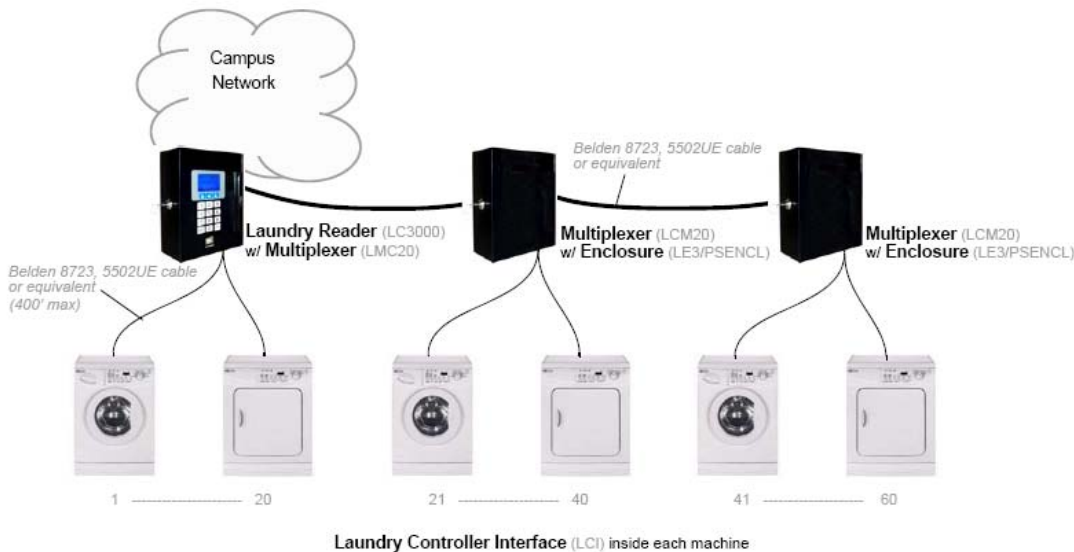 Campus
Network
Belden 8723, 5502UE cable
or equivalent
Laundry Reader (LC3000)
w/ Multiplexer (LMC20)
Multiplexer (LCM20)
w/ Enclosure (LE3/PSENCL)
Multiplexer (LCM20)
w/ Enclosure (LE3/PSENCL)
Belden 8723, 5502UE cable
or equivalent
(400' max)
1 -------------------- 20
21 -------------------- 40
41 -------------------- 60
Laundry Controller Interface (LCI) inside each machine